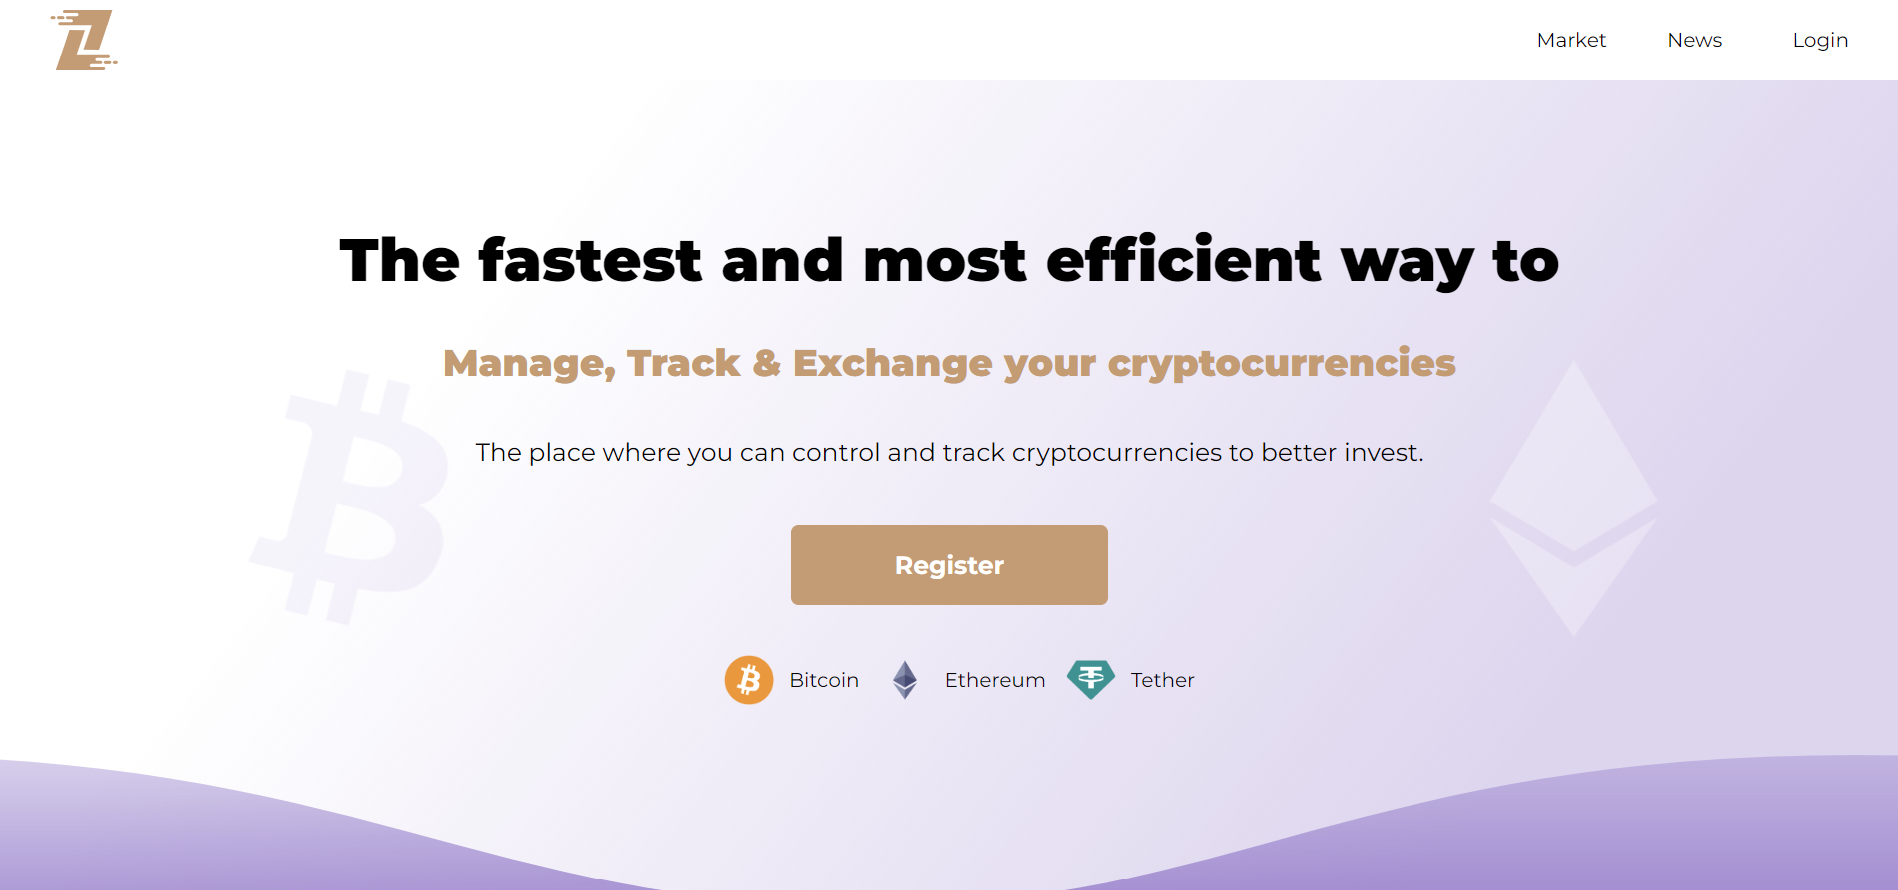 Market
News
Login
The fastest and most efficient way to
Manage, Track & Exchange your cryptocurrencies
The place where you can control and track cryptocurrencies to better invest.
Register
Bitcoin
Ethereum
Tether